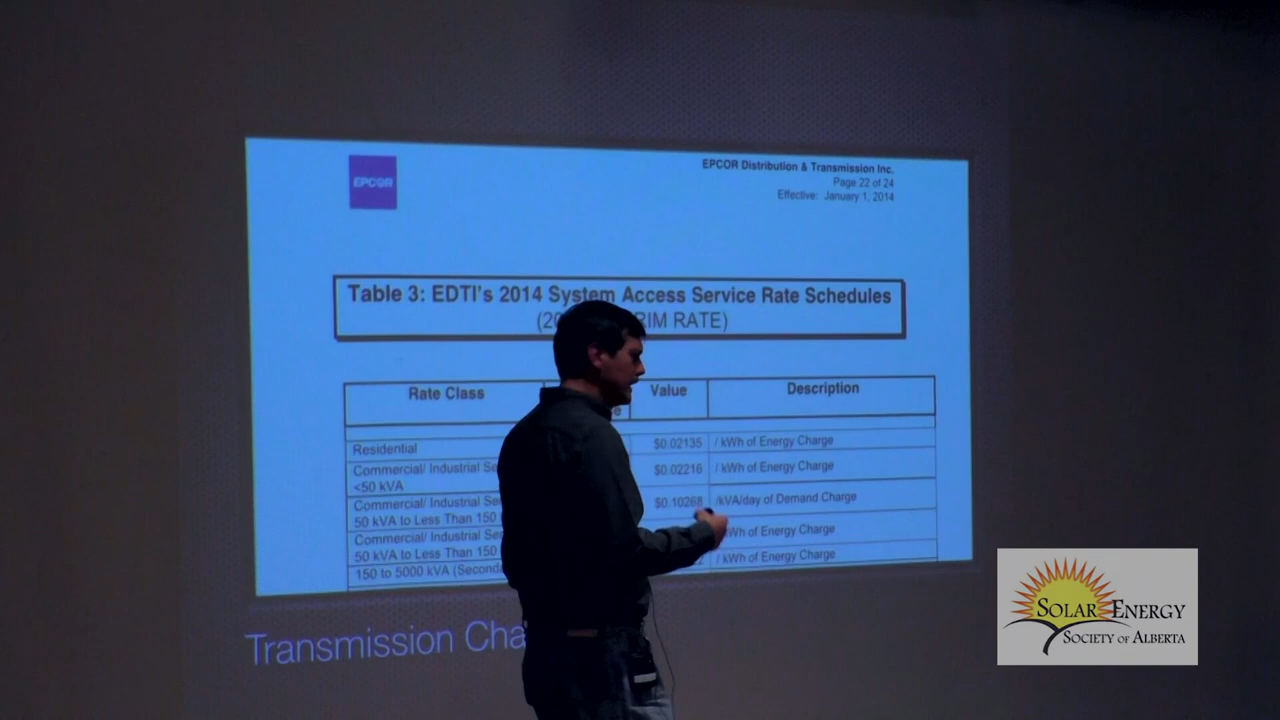 EPCOR
EPCOR Distribution & Transmission Inc.
Page 22 of 24
Effective: January 1, 2014
Table 3: EDTI's 2014 System Access Service Rate Schedules
(20 RIM RATE)
Rate Class Value Description
Residential $0.02135 / kWh of Energy Charge
Commercial/ Industrial Se $0.02216 / kWh of Energy Charge
<50 kVA
Commercial/ Industrial Se $0.10268 /kVA/day of Demand Charge
50 kVA to Less Than 150
Commercial/ Industrial Se Wh of Energy Charge
50 kVA to Less Than 150
150 to 5000 kVA (Seconda / kWh of Energy Charge
Transmission Cha
SOLAR ENERGY
SOCIETY OF ALBERTA